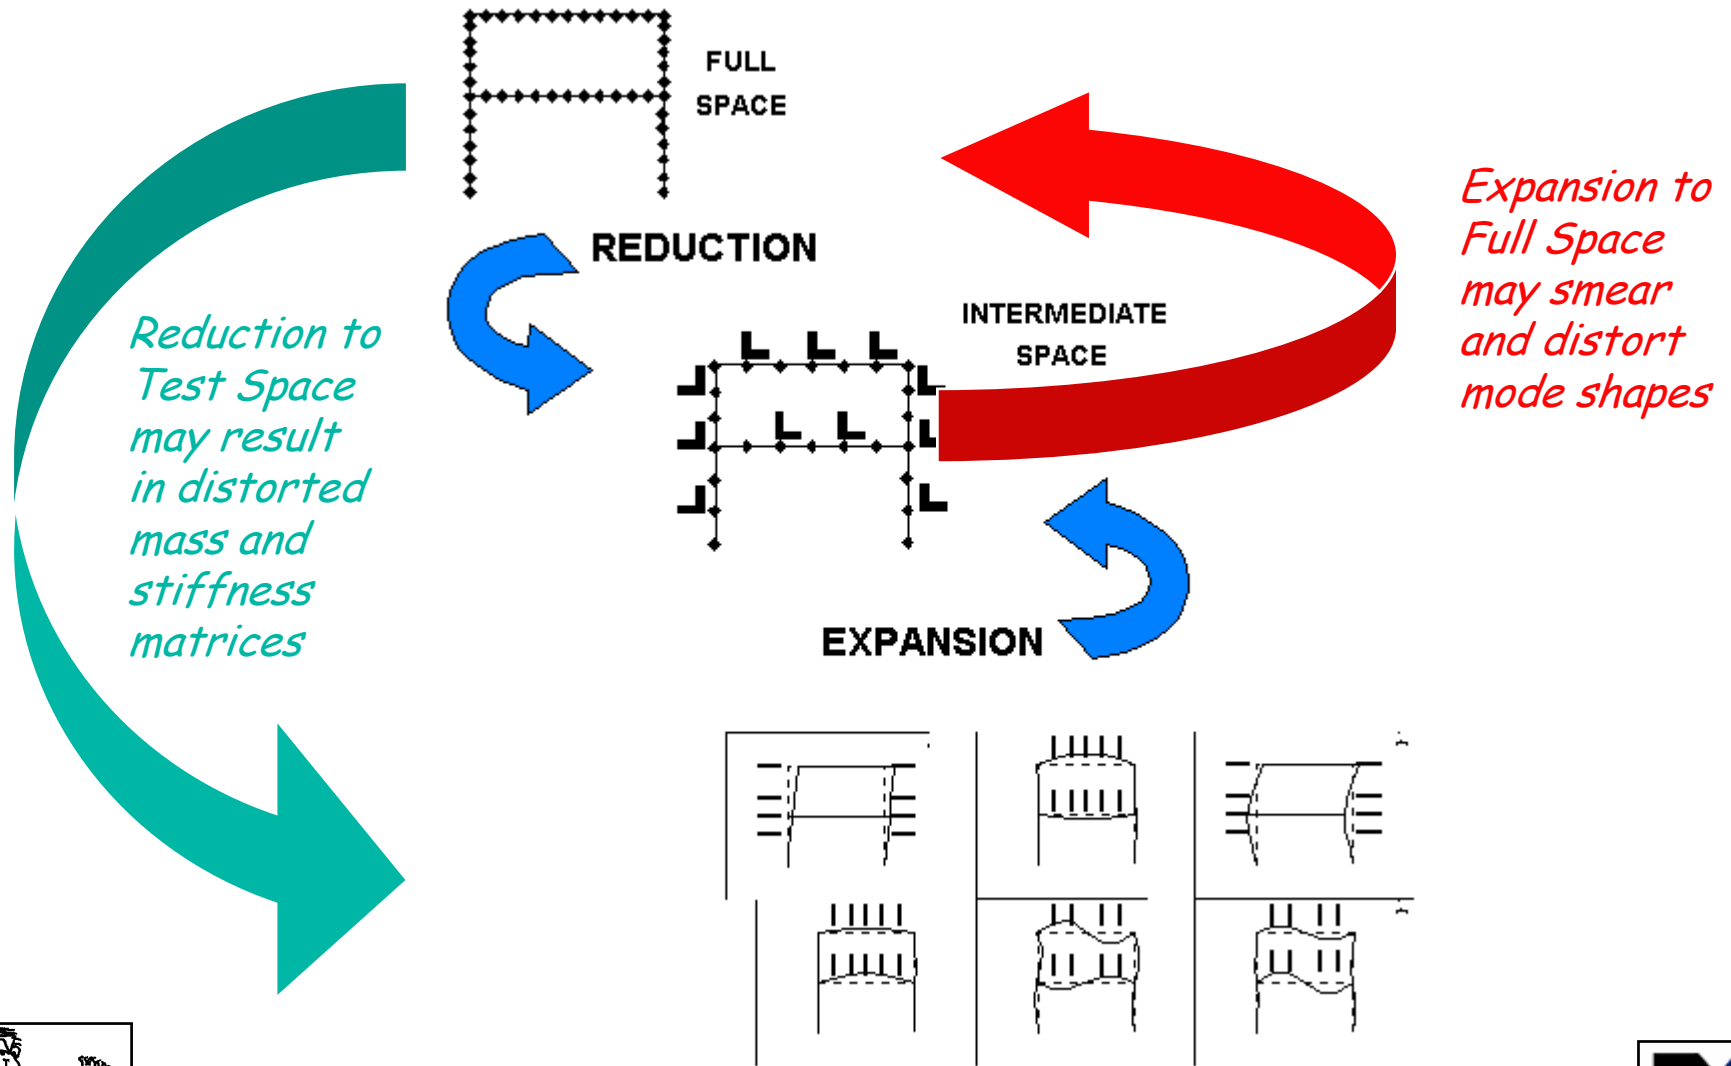 FULL
SPACE
REDUCTION
Reduction to
Test Space
may result
in distorted
mass and
stiffness
matrices
INTERMEDIATE
SPACE
Expansion to
Full Space
may smear
and distort
mode shapes
EXPANSION